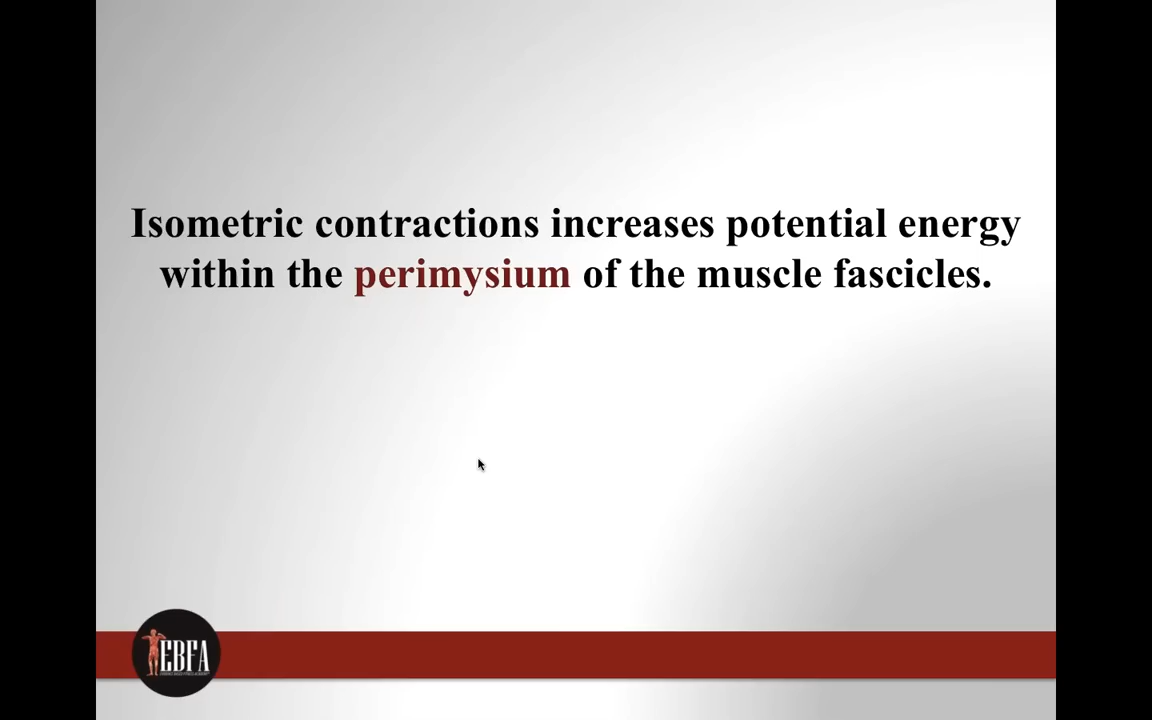 Isometric contractions increases potential energy
within the perimysium of the muscle fascicles.
EBFA